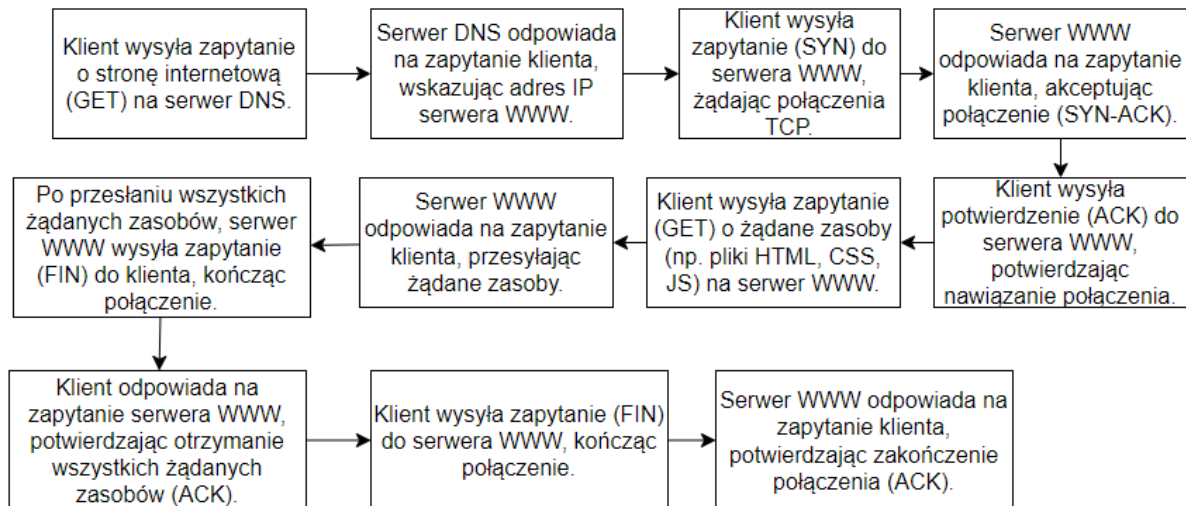 Klient wysyła zapytanie
o stronę internetową
(GET) na serwer DNS.
Serwer DNS odpowiada
na zapytanie klienta,
wskazując adres IP
serwera WWW.
Klient wysyła
zapytanie (SYN) do
serwera WWW,
żądając połączenia
TCP.
Serwer WWW
odpowiada na zapytanie
klienta, akceptując
połączenie (SYN-ACK).
Klient wysyła
potwierdzenie (ACK) do
serwera WWW,
potwierdzając
nawiązanie połączenia.
Klient wysyła zapytanie
(GET) o żądane zasoby
(np. pliki HTML, CSS,
JS) na serwer WWW.
Serwer WWW
odpowiada na zapytanie
klienta, przesyłając
żądane zasoby.
Po przesłaniu wszystkich
żądanych zasobów, serwer
WWW wysyła zapytanie
(FIN) do klienta, kończąc
połączenie.
Klient odpowiada na
zapytanie serwera WWW,
potwierdzając otrzymanie
wszystkich żądanych
zasobów (ACK).
Klient wysyła zapytanie (FIN)
do serwera WWW, kończąc
połączenie.
Serwer WWW odpowiada na
zapytanie klienta,
potwierdzając zakończenie
połączenia (ACK).